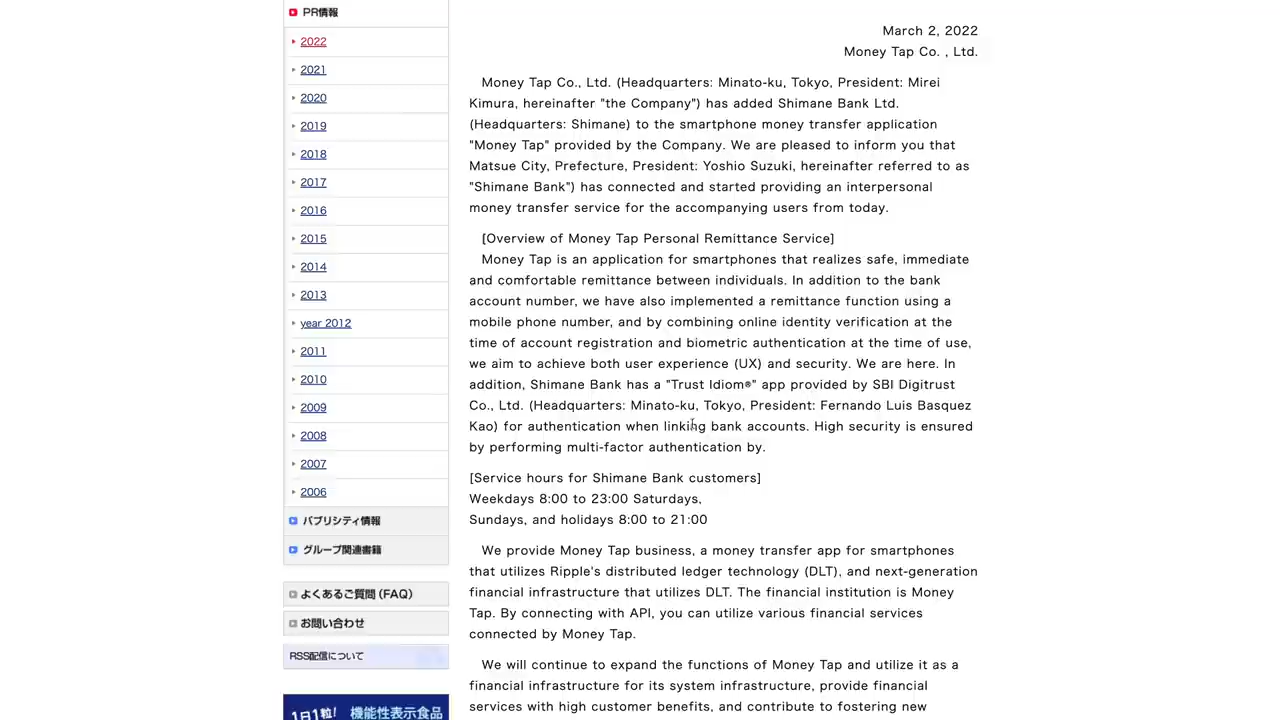 PR情報
2022
2021
2020
2019
2018
2017
2016
2015
2014
2013
year 2012
2011
2010
2009
2008
2007
2006
パブリシティ情報
グループ関連書籍
よくあるご質問(FAQ)
お問い合わせ
RSS配信について
1日1粒! 機能性表示食品
March 2, 2022
Money Tap Co. , Ltd.
Money Tap Co., Ltd. (Headquarters: Minato-ku, Tokyo, President: Mirei
Kimura, hereinafter "the Company") has added Shimane Bank Ltd.
(Headquarters: Shimane) to the smartphone money transfer application
"Money Tap" provided by the Company. We are pleased to inform you that
Matsue City, Prefecture, President: Yoshio Suzuki, hereinafter referred to as
"Shimane Bank") has connected and started providing an interpersonal
money transfer service for the accompanying users from today.
[Overview of Money Tap Personal Remittance Service]
Money Tap is an application for smartphones that realizes safe, immediate
and comfortable remittance between individuals. In addition to the bank
account number, we have also implemented a remittance function using a
mobile phone number, and by combining online identity verification at the
time of account registration and biometric authentication at the time of use,
we aim to achieve both user experience (UX) and security. We are here. In
addition, Shimane Bank has a "Trust Idiom®" app provided by SBI Digitrust
Co., Ltd. (Headquarters: Minato-ku, Tokyo, President: Fernando Luis Basquez
Kao) for authentication when linking bank accounts. High security is ensured
by performing multi-factor authentication by.
[Service hours for Shimane Bank customers]
Weekdays 8:00 to 23:00 Saturdays,
Sundays, and holidays 8:00 to 21:00
We provide Money Tap business, a money transfer app for smartphones
that utilizes Ripple's distributed ledger technology (DLT), and next-generation
financial infrastructure that utilizes DLT. The financial institution is Money
Tap. By connecting with API, you can utilize various financial services
connected by Money Tap.
We will continue to expand the functions of Money Tap and utilize it as a
financial infrastructure for its system infrastructure, provide financial
services with high customer benefits, and contribute to fostering new